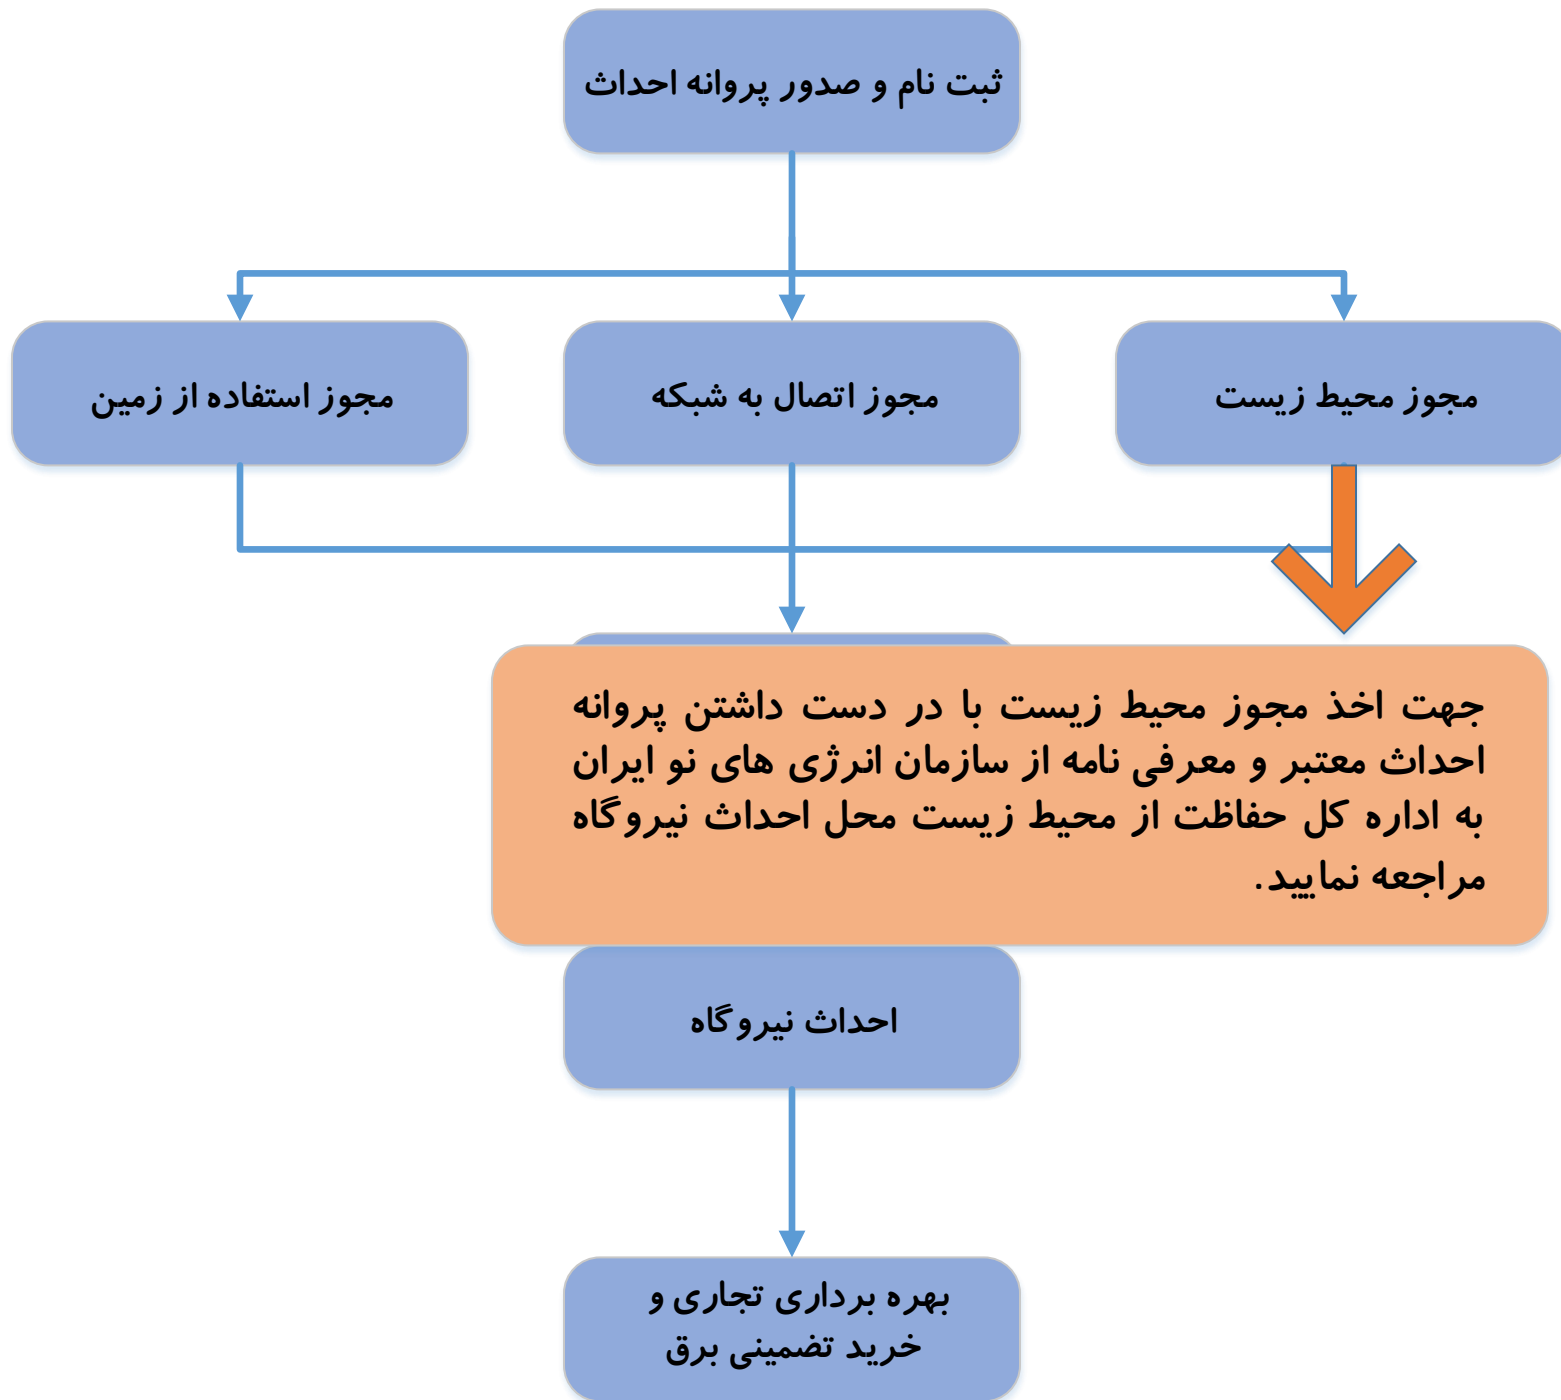 ثبت نام و صدور پروانه احداث
مجوز محیط زیست
مجوز اتصال به شبکه
مجوز استفاده از زمین
جهت اخذ مجوز محیط زیست با در دست داشتن پروانه
احداث معتبر و معرفی نامه از سازمان انرژی های نو ایران
به اداره کل حفاظت از محیط زیست محل احداث نیروگاه
مراجعه نمایید.
احداث نیروگاه
بهره برداری تجاری و
خرید تضمینی برق